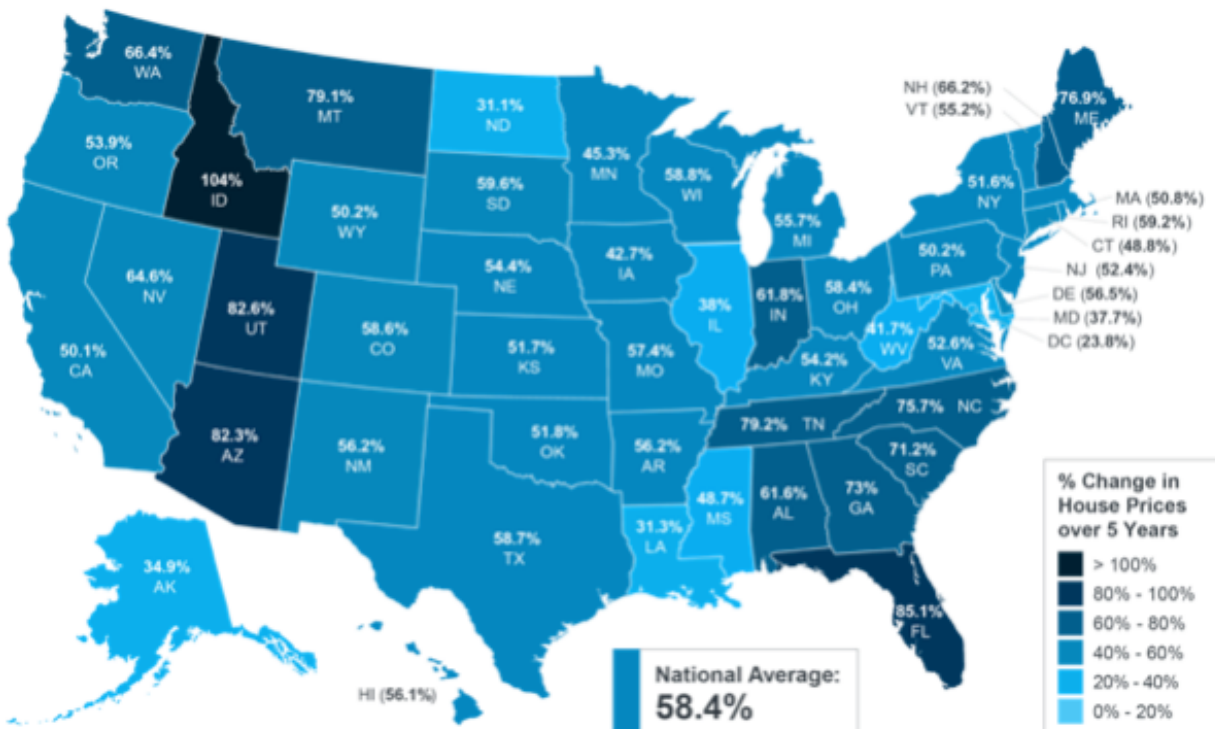 66.4%
WA
79.1%
MT
31.1%
ND
53.9%
OR
104%
ID
45.3%
MN
58.8%
WI
59.6%
SD
50.2%
WY
55.7%
MI
NH (66.2%)
VT (55.2%)
76.9%
ME
51.6%
NY
MA (50.8%)
RI (59.2%)
CT (48.8%)
NJ (52.4%)
DE (56.5%)
MD (37.7%)
DC (23.8%)
64.6%
NV
82.6%
UT
58.6%
CO
54.4%
NE
42.7%
IA
38%
IL
61.8%
IN
58.4%
OH
50.2%
PA
50.1%
CA
51.7%
KS
57.4%
MO
54.2%
KY
41.7%
WV
52.6%
VA
82.3%
AZ
56.2%
NM
51.8%
OK
56.2%
AR
79.2% TN
75.7% NC
71.2%
SC
58.7%
TX
31.3%
LA
48.7%
MS
61.6%
AL
73%
GA
85.1%
FL
34.9%
AK
HI (56.1%)
National Average:
58.4%
% Change in
House Prices
over 5 Years
> 100%
80% - 100%
60% - 80%
40% - 60%
20% - 40%
0% - 20%